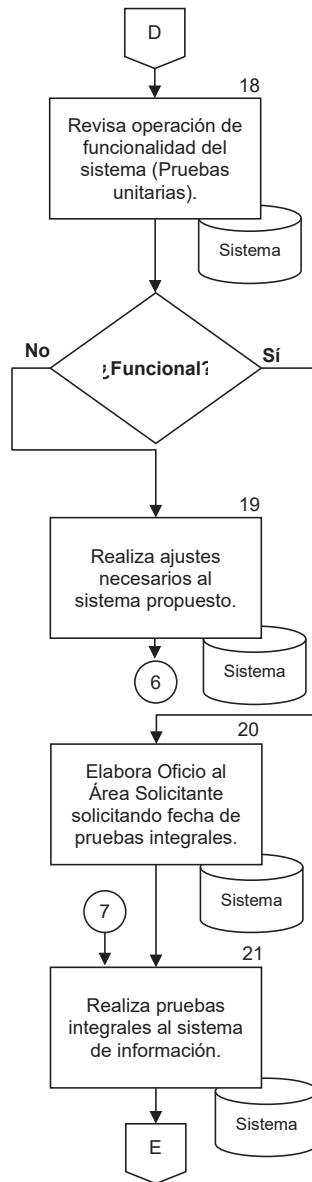 D
18
Revisa operación de
funcionalidad del
sistema (Pruebas
unitarias).
Sistema
No
¿Funcional?
Sí
19
Realiza ajustes
necesarios al
sistema propuesto.
Sistema
6
20
Elabora Oficio al
Área Solicitante
solicitando fecha de
pruebas integrales.
Sistema
7
21
Realiza pruebas
integrales al sistema
de información.
Sistema
E